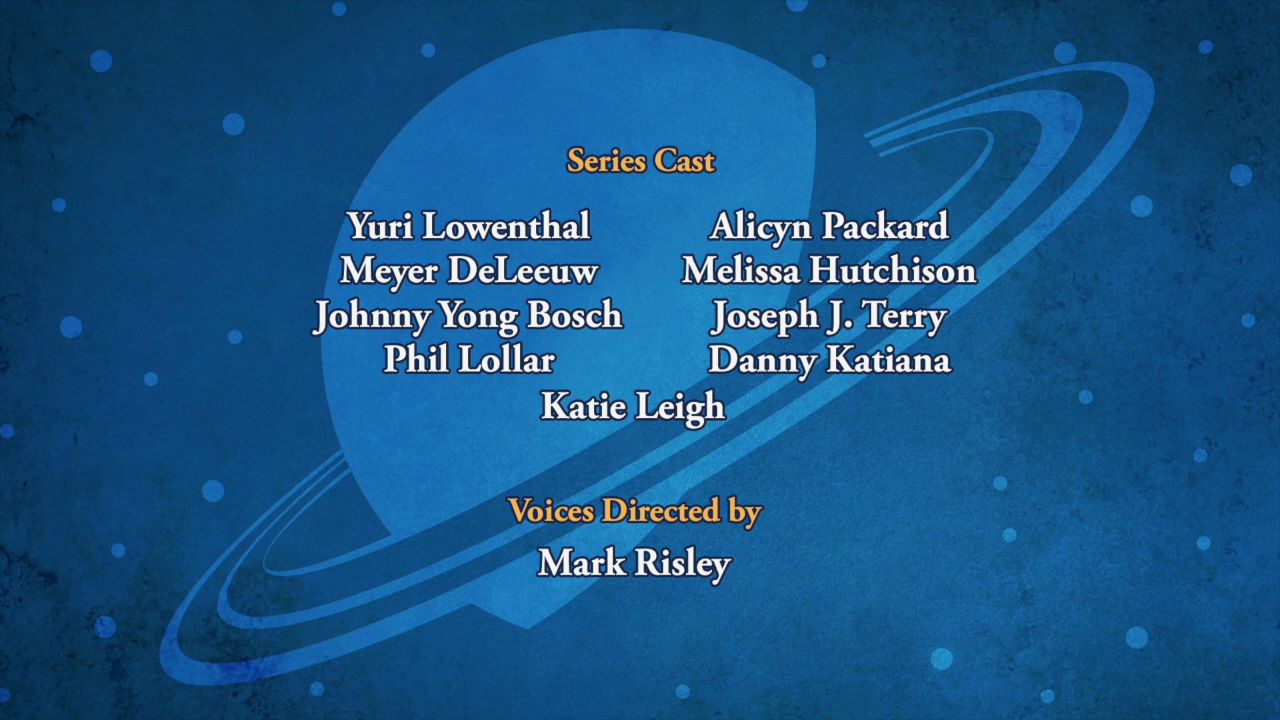 Series Cast
Yuri Lowenthal Alicyn Packard
Meyer DeLeeuw Melissa Hutchison
Johnny Yong Bosch Joseph J. Terry
Phil Lollar Danny Katiana
Katie Leigh
Voices Directed by
Mark Risley